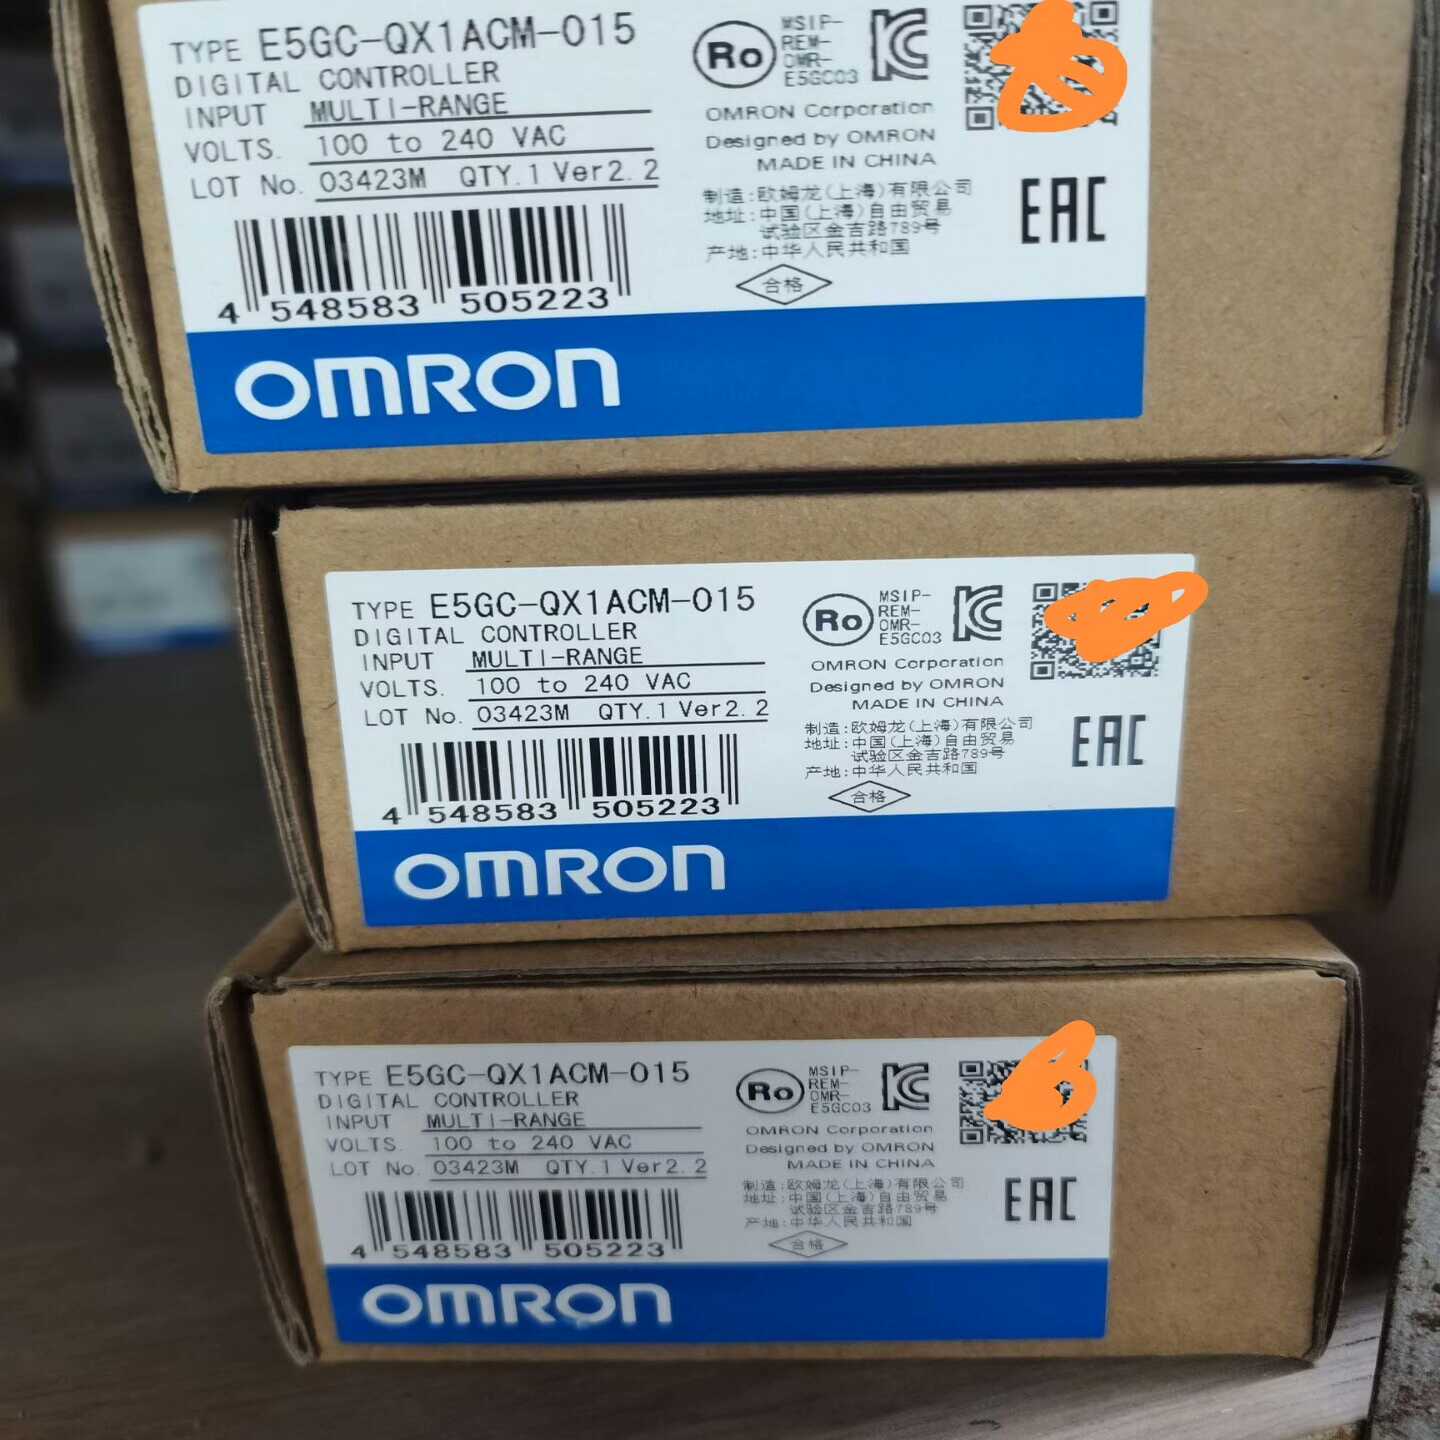 TYPE E5GC-QX1ACM-015
DIGITAL CONTROLLER
INPUT MULTI-RANGE
VOLTS. 100 to 240 VAC
LOT No. 03423M QTY.1 Ver2.2
4 548583 505223
Ro
MSIP-
REM-
OMR-
E5GC03
OMRON Corporation
Designed by OMRON
MADE IN CHINA
制造:欧姆龙(上海)有限公司
地址:中国(上海)自由贸易
试验区金吉路789号
产地:中华人民共和国
合格
EAC
OMRON
TYPE E5GC-QX1ACM-015
DIGITAL CONTROLLER
INPUT MULTI-RANGE
VOLTS. 100 to 240 VAC
LOT No. 03423M QTY.1 Ver2.2
4 548583 505223
Ro
MSIP-
REM-
OMR-
E5GC03
OMRON Corporation
Designed by OMRON
MADE IN CHINA
制造:欧姆龙(上海)有限公司
地址:中国(上海)自由贸易
试验区金吉路789号
产地:中华人民共和国
合格
EAC
OMRON
TYPE E5GC-QX1ACM-015
DIGITAL CONTROLLER
INPUT MULTI-RANGE
VOLTS. 100 to 240 VAC
LOT No. 03423M QTY.1 Ver2.2
4 548583 505223
Ro
MSIP-
REM-
OMR-
E5GC03
OMRON Corporation
Designed by OMRON
MADE IN CHINA
制造:欧姆龙(上海)有限公司
地址:中国(上海)自由贸易
试验区金吉路789号
产地:中华人民共和国
合格
EAC
OMRON